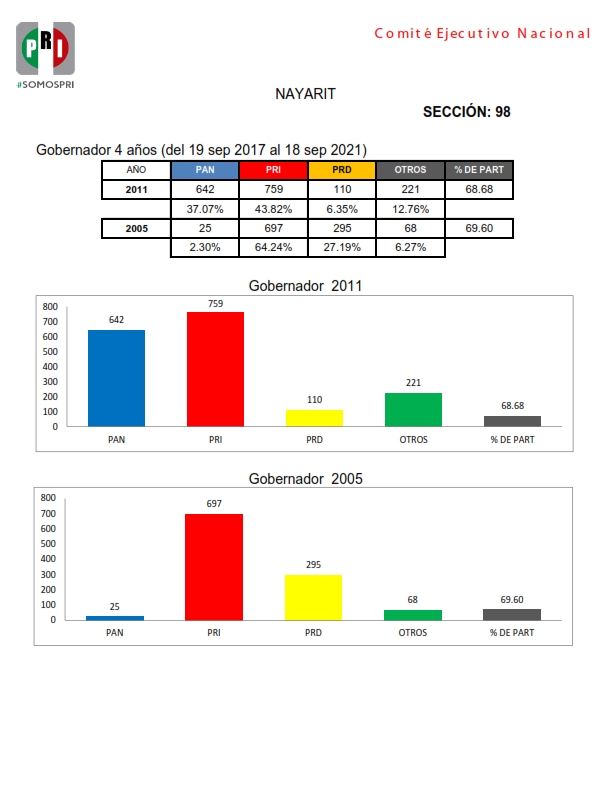 PRI
#SOMOSPRI
Comité Ejecutivo Nacional
NAYARIT
SECCIÓN: 98
Gobernador 4 años (del 19 sep 2017 al 18 sep 2021)
AÑO PAN PRI PRD OTROS % DE PART
2011 642 759 110 221 68.68
37.07% 43.82% 6.35% 12.76%
2005 25 697 295 68 69.60
2.30% 64.24% 27.19% 6.27%
Gobernador 2011
800
700
600
500
400
300
200
100
0
642
759
110
221
68.68
PAN PRI PRD OTROS % DE PART
Gobernador 2005
800
700
600
500
400
300
200
100
0
25
697
295
68
69.60
PAN PRI PRD OTROS % DE PART